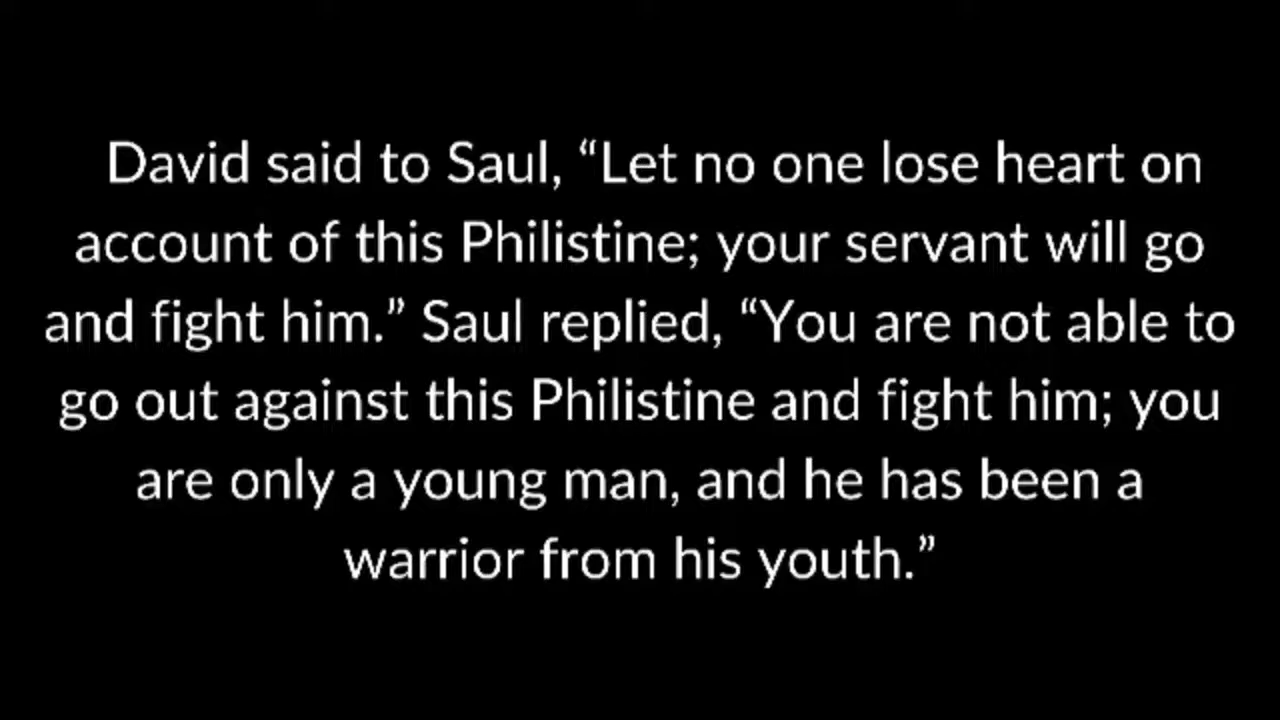 David said to Saul, “Let no one lose heart on
account of this Philistine; your servant will go
and fight him.” Saul replied, “You are not able to
go out against this Philistine and fight him; you
are only a young man, and he has been a
warrior from his youth.”